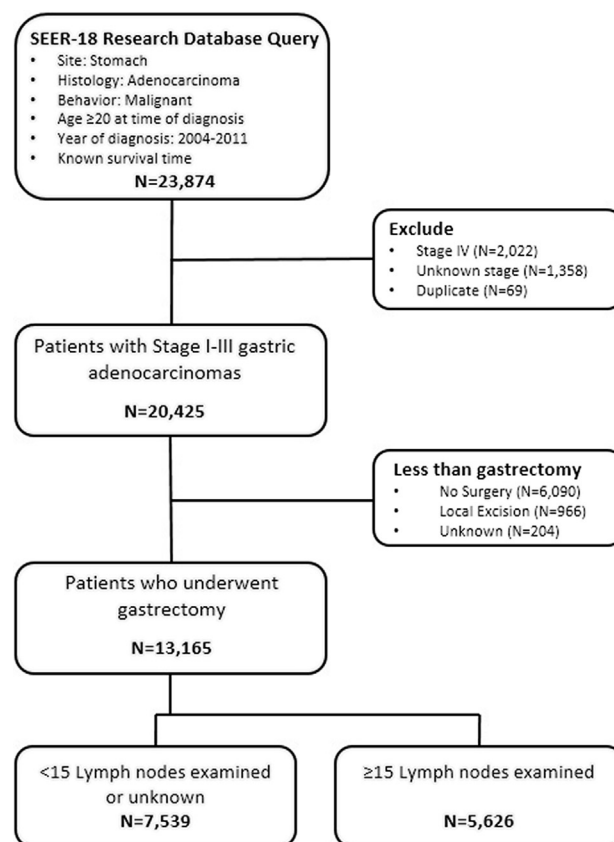 SEER-18 Research Database Query
• Site: Stomach
• Histology: Adenocarcinoma
• Behavior: Malignant
• Age ≥20 at time of diagnosis
• Year of diagnosis: 2004-2011
• Known survival time
N=23,874
Exclude
• Stage IV (N=2,022)
• Unknown stage (N=1,358)
• Duplicate (N=69)
Patients with Stage I-III gastric
adenocarcinomas
N=20,425
Less than gastrectomy
• No Surgery (N=6,090)
• Local Excision (N=966)
• Unknown (N=204)
Patients who underwent
gastrectomy
N=13,165
<15 Lymph nodes examined
or unknown
N=7,539
≥15 Lymph nodes examined
N=5,626